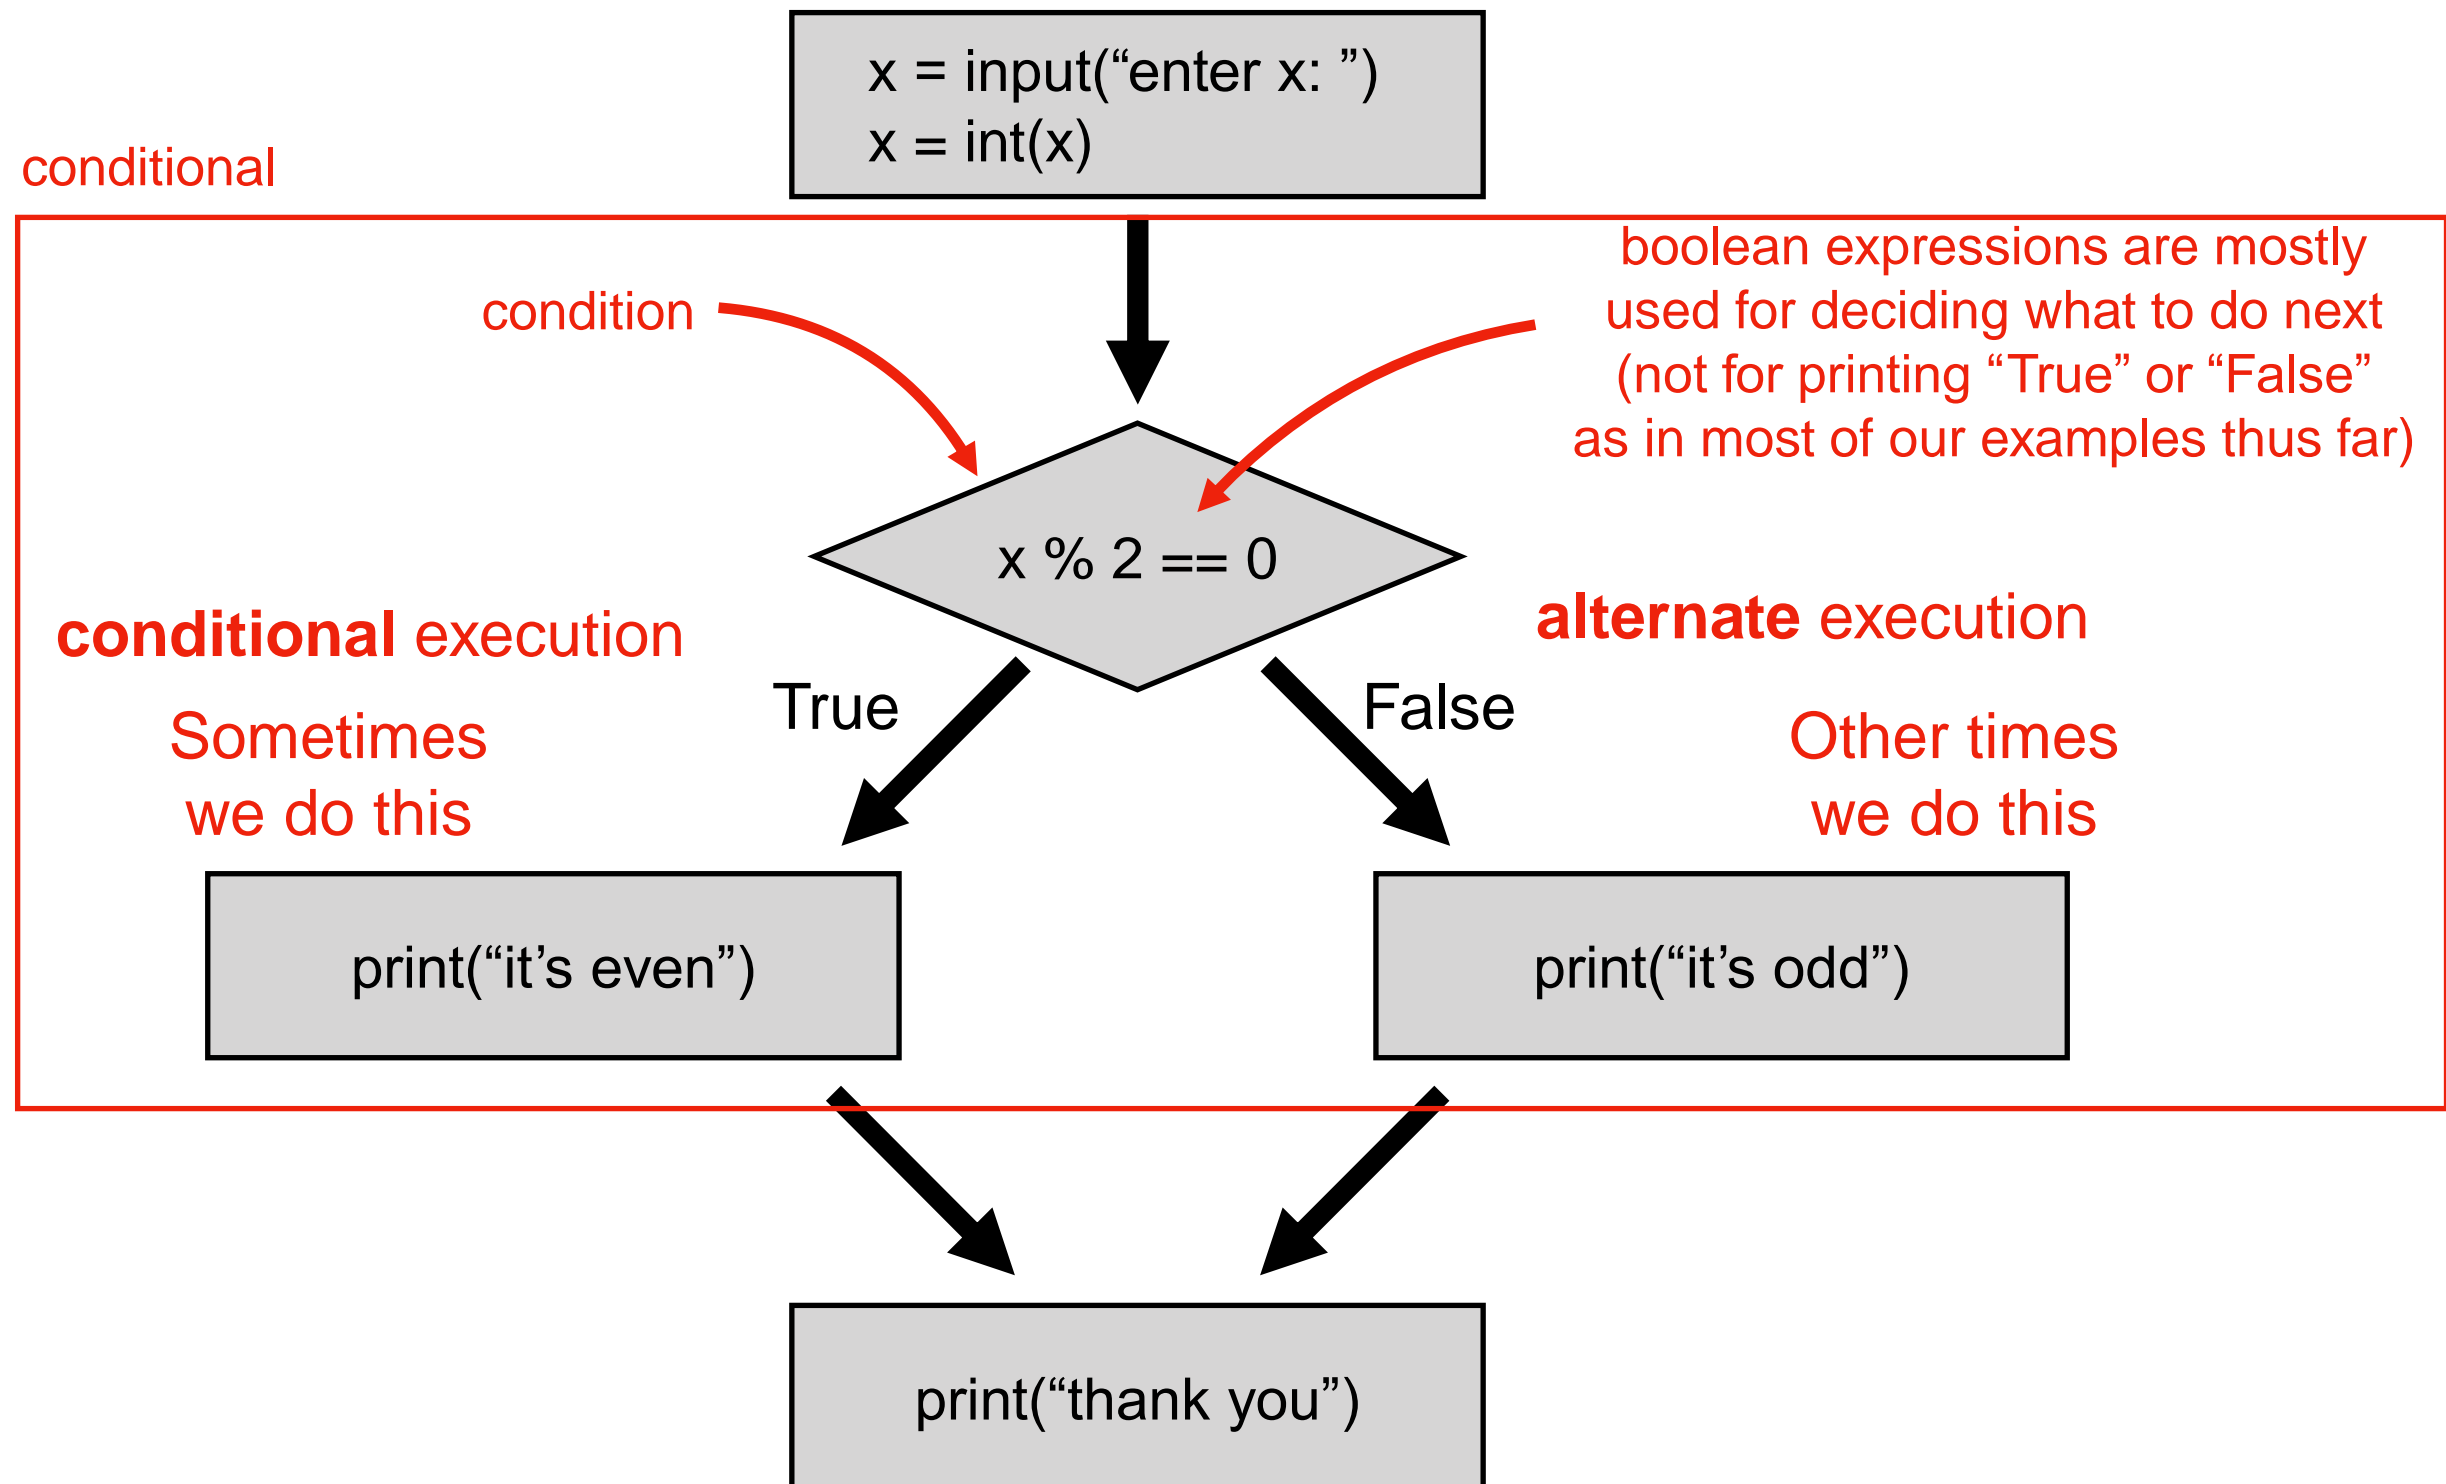 x = input(“enter x: ”)
x = int(x)
conditional
boolean expressions are mostly
used for deciding what to do next
(not for printing “True” or “False”
as in most of our examples thus far)
condition
x % 2 == 0
conditional execution
Sometimes
we do this
True
False
alternate execution
Other times
we do this
print(“it’s even”)
print(“it’s odd”)
print(“thank you”)